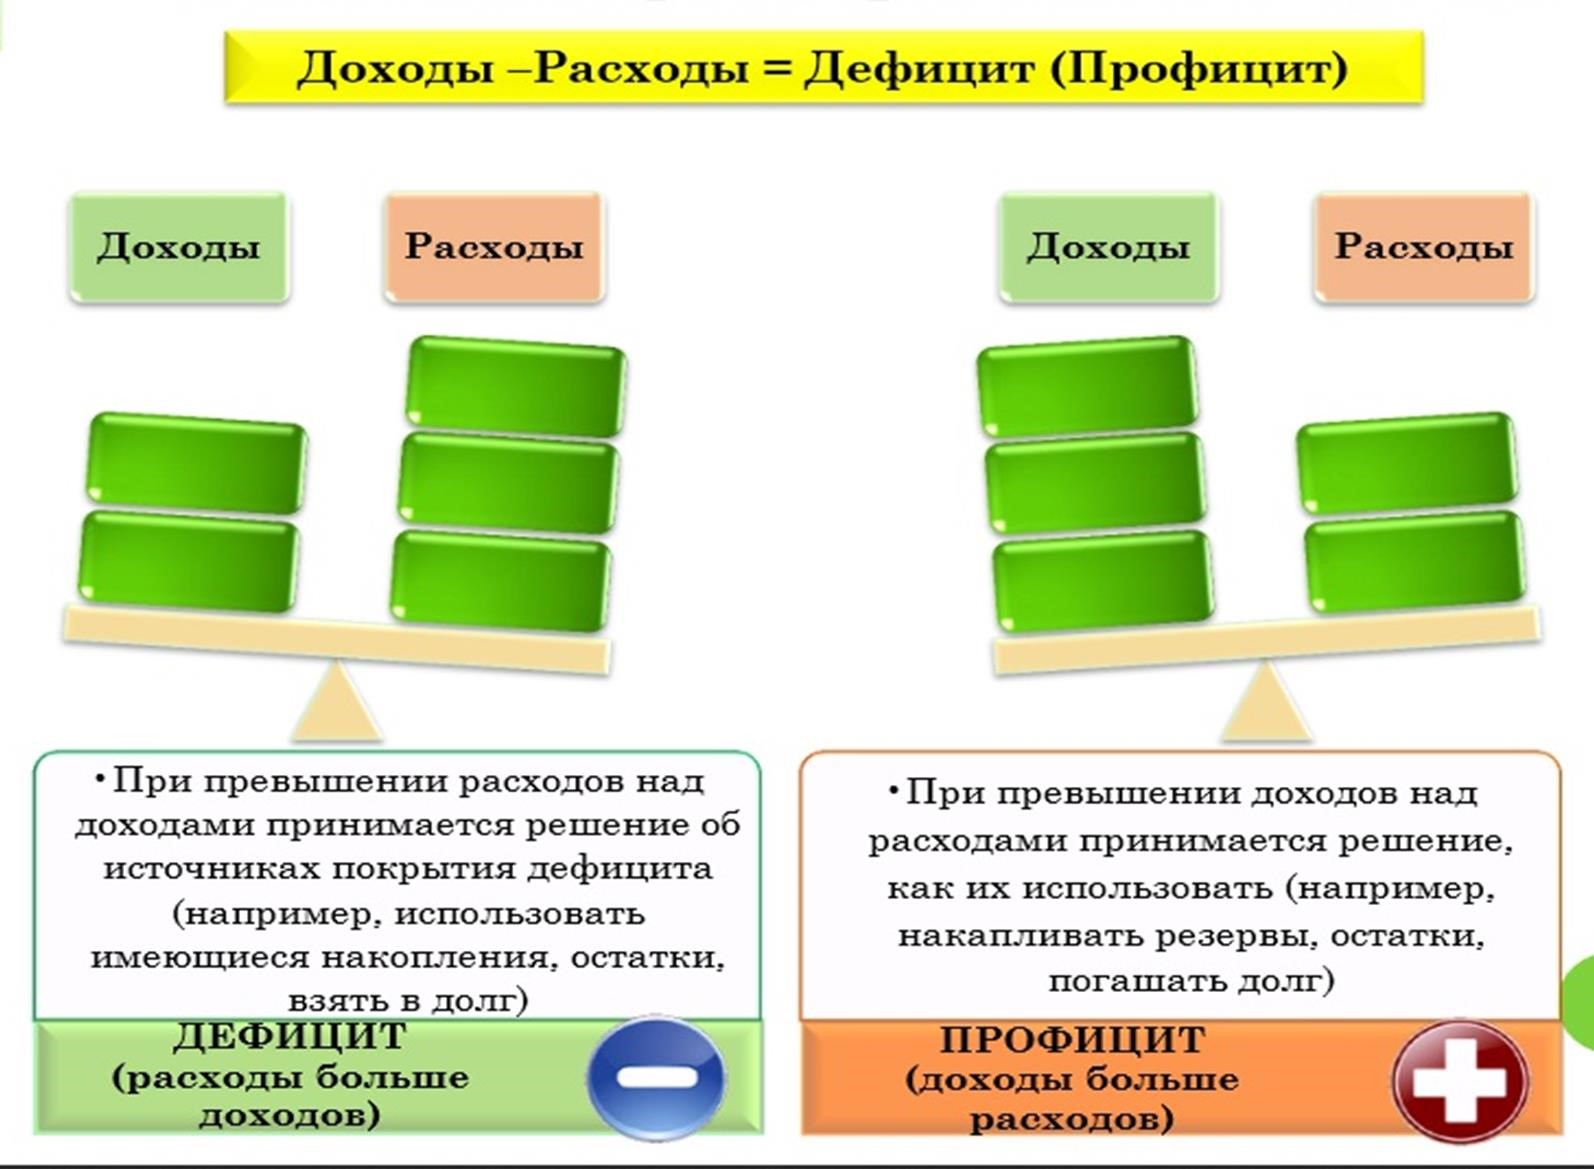 Доходы –Расходы = Дефицит (Профицит)
Доходы
Расходы
Доходы
Расходы
•При превышении расходов над
доходами принимается решение об
источниках покрытия дефицита
(например, использовать
имеющиеся накопления, остатки,
взять в долг)
ДЕФИЦИТ
(расходы больше
доходов)
•При превышении доходов над
расходами принимается решение,
как их использовать (например,
накапливать резервы, остатки,
погашать долг)
ПРОФИЦИТ
(доходы больше
расходов)